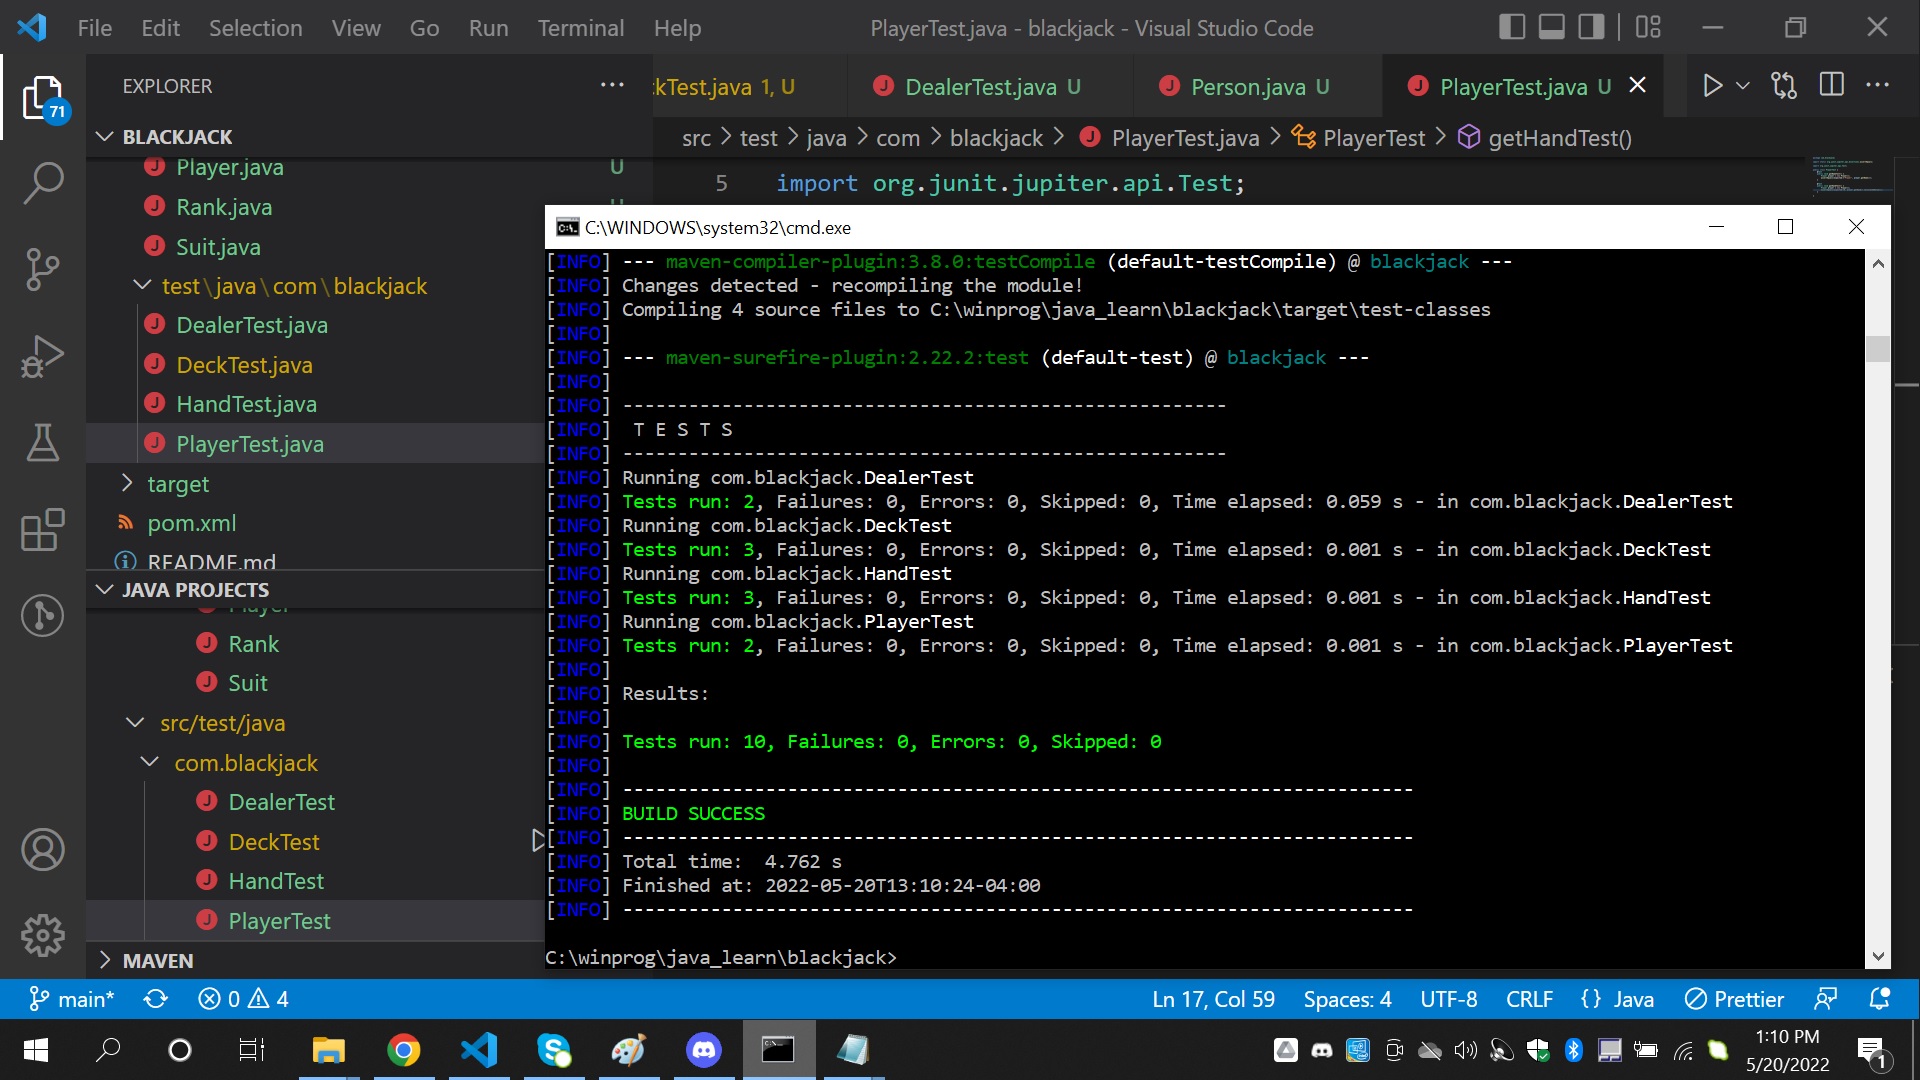 File Edit Selection View Go Run Terminal Help PlayerTest.java - blackjack - Visual Studio Code
EXPLORER
kTest.java 1, U DealerTest.java U Person.java U PlayerTest.java U
71
BLACKJACK
src > test > java > com > blackjack > PlayerTest.java > PlayerTest > getHandTest()
Player.java U
5 import org.junit.jupiter.api.Test;
Rank.java
Suit.java
test\java\com\blackjack
DealerTest.java
DeckTest.java
HandTest.java
PlayerTest.java
target
pom.xml
README.md
JAVA PROJECTS
Player
Rank
Suit
src/test/java
com.blackjack
DealerTest
DeckTest
HandTest
PlayerTest
MAVEN
C:\WINDOWS\system32\cmd.exe
[INFO] --- maven-compiler-plugin:3.8.0:testCompile (default-testCompile) @ blackjack ---
[INFO] Changes detected - recompiling the module!
[INFO] Compiling 4 source files to C:\winprog\java_learn\blackjack\target\test-classes
[INFO]
[INFO] --- maven-surefire-plugin:2.22.2:test (default-test) @ blackjack ---
[INFO]
[INFO] -------------------------------------------------------
[INFO]  T E S T S
[INFO] -------------------------------------------------------
[INFO] Running com.blackjack.DealerTest
[INFO] Tests run: 2, Failures: 0, Errors: 0, Skipped: 0, Time elapsed: 0.059 s - in com.blackjack.DealerTest
[INFO] Running com.blackjack.DeckTest
[INFO] Tests run: 3, Failures: 0, Errors: 0, Skipped: 0, Time elapsed: 0.001 s - in com.blackjack.DeckTest
[INFO] Running com.blackjack.HandTest
[INFO] Tests run: 3, Failures: 0, Errors: 0, Skipped: 0, Time elapsed: 0.001 s - in com.blackjack.HandTest
[INFO] Running com.blackjack.PlayerTest
[INFO] Tests run: 2, Failures: 0, Errors: 0, Skipped: 0, Time elapsed: 0.001 s - in com.blackjack.PlayerTest
[INFO]
[INFO] Results:
[INFO]
[INFO] Tests run: 10, Failures: 0, Errors: 0, Skipped: 0
[INFO]
[INFO] ------------------------------------------------------------------------
[INFO] BUILD SUCCESS
[INFO] ------------------------------------------------------------------------
[INFO] Total time:  4.762 s
[INFO] Finished at: 2022-05-20T13:10:24-04:00
[INFO] ------------------------------------------------------------------------
C:\winprog\java_learn\blackjack>
main* 0 4 Ln 17, Col 59 Spaces: 4 UTF-8 CRLF {} Java Prettier
1:10 PM
5/20/2022
1